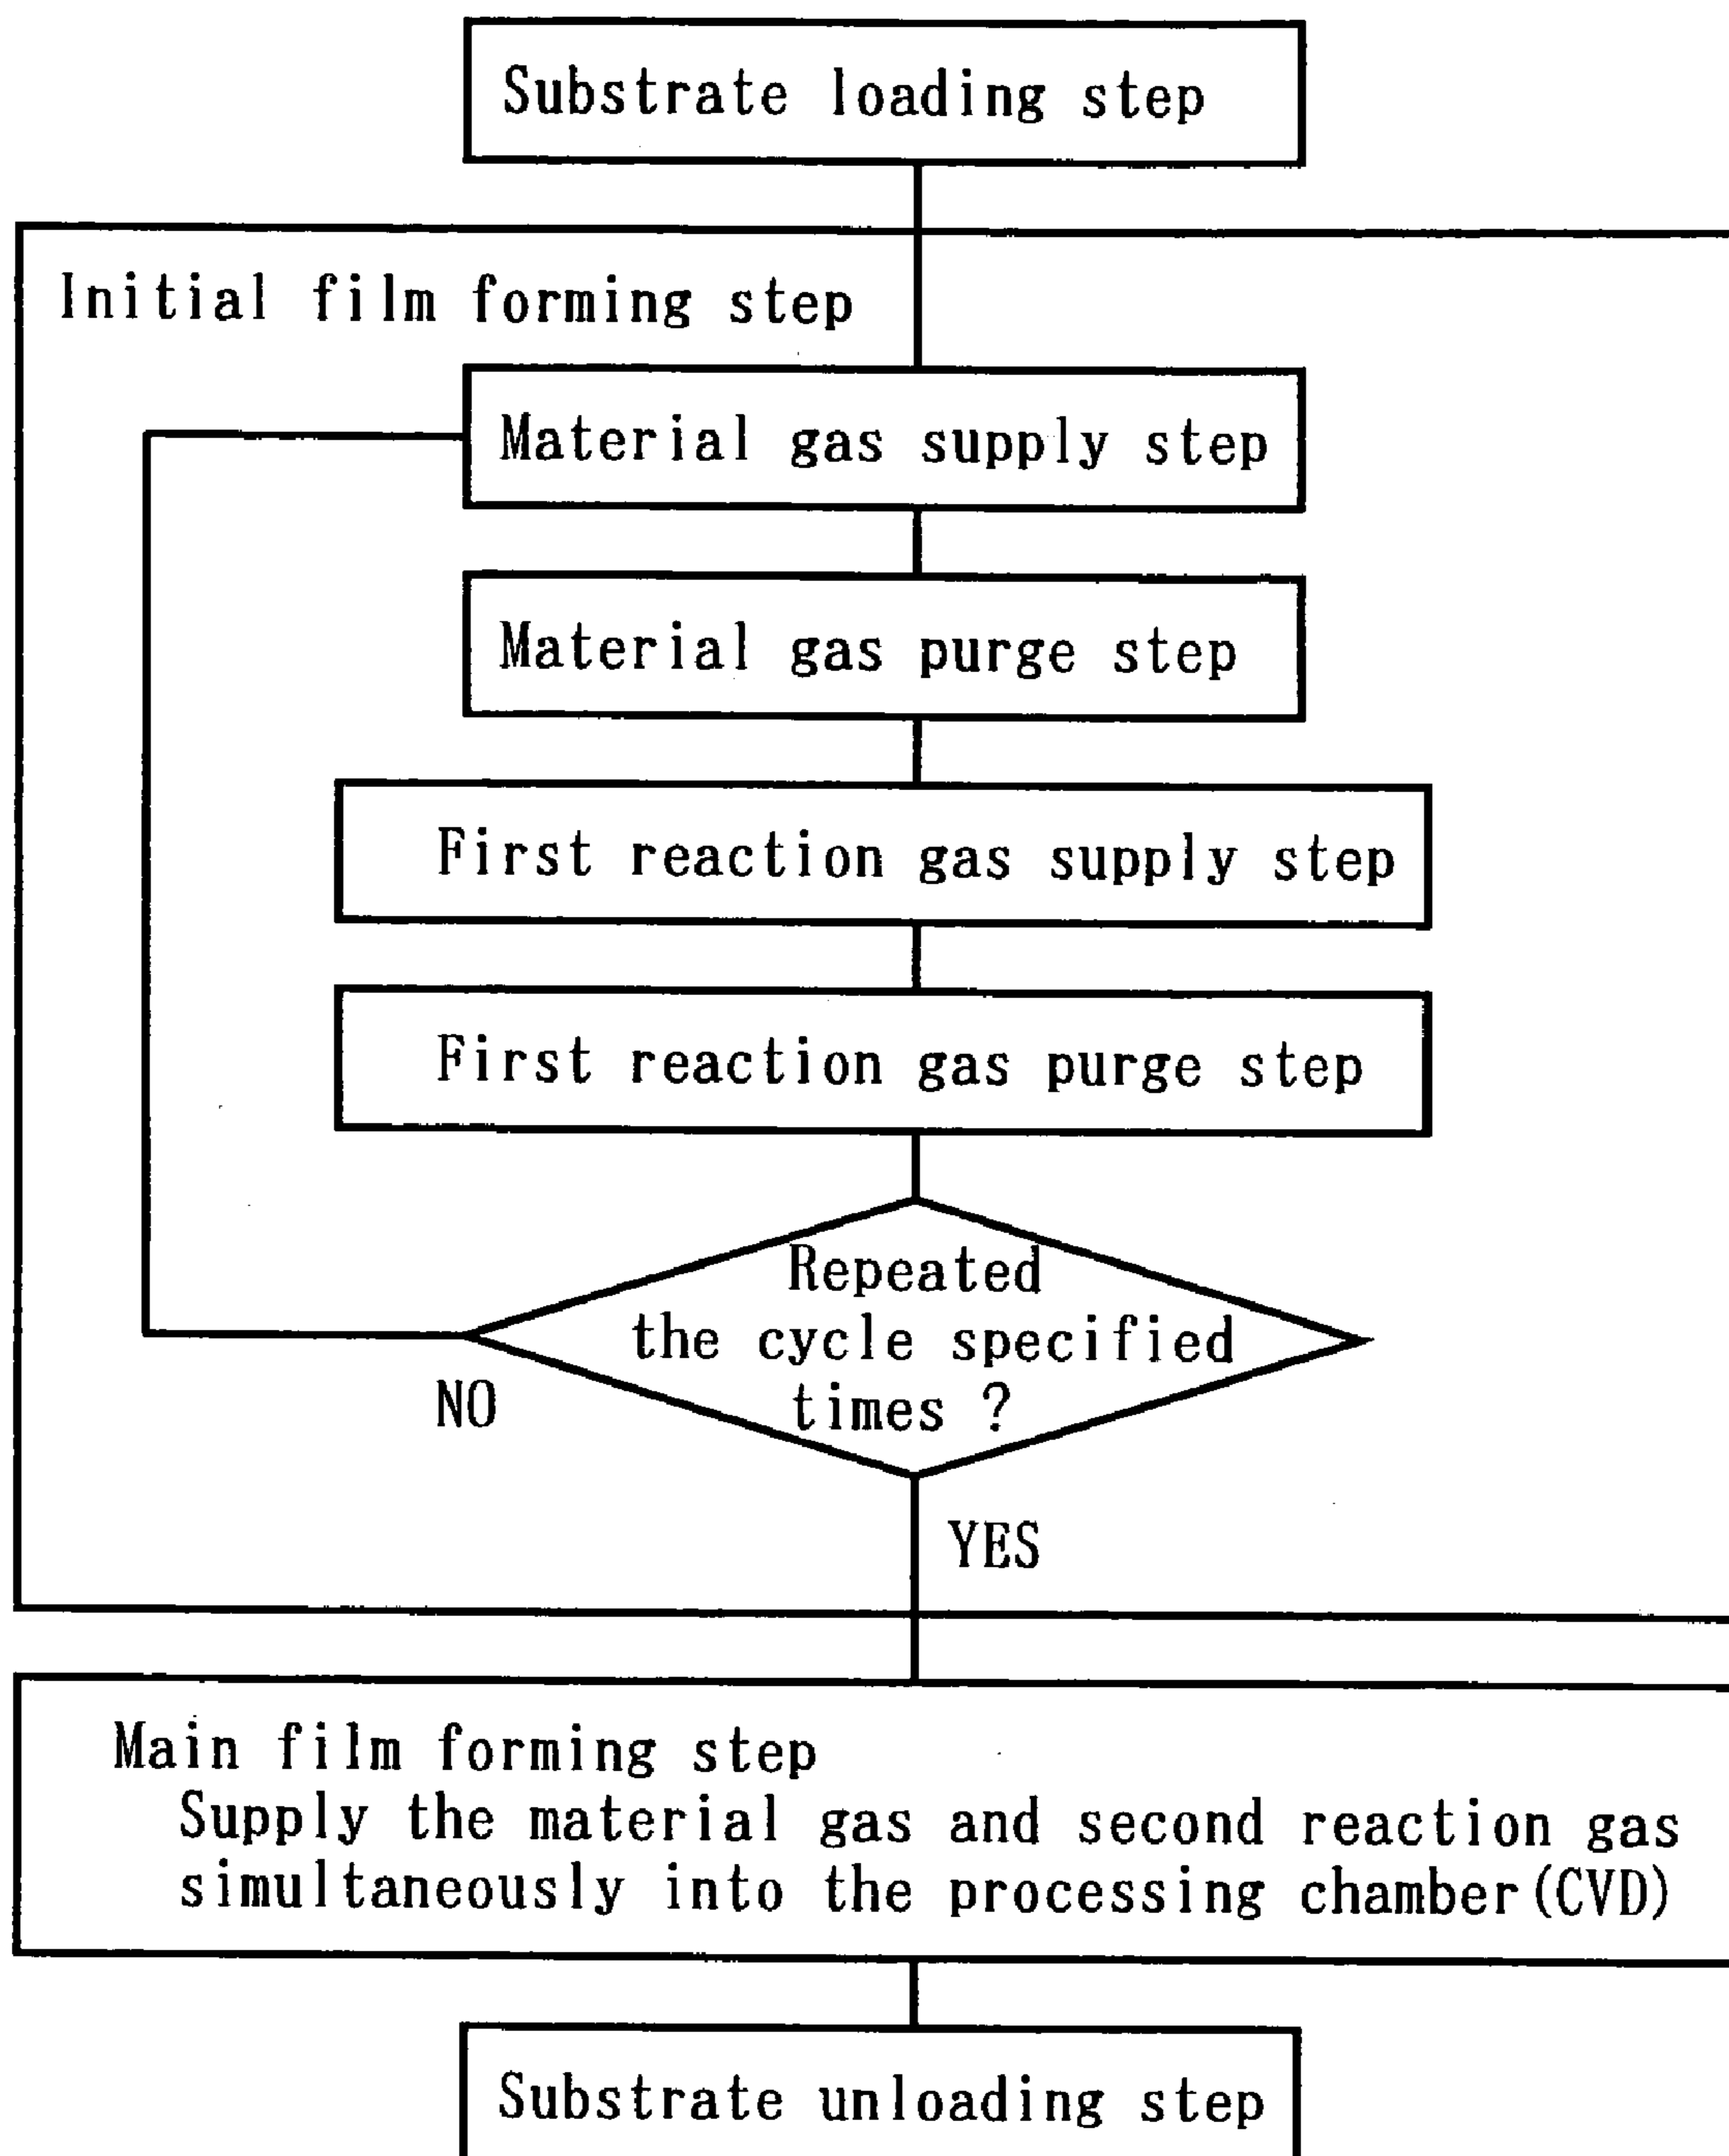 Substrate loading step
Initial film forming step
Material gas supply step
Material gas purge step
First reaction gas supply step
First reaction gas purge step
Repeated
the cycle specified
times ?
NO
YES
Main film forming step
Supply the material gas and second reaction gas
simultaneously into the processing chamber(CVD)
Substrate unloading step